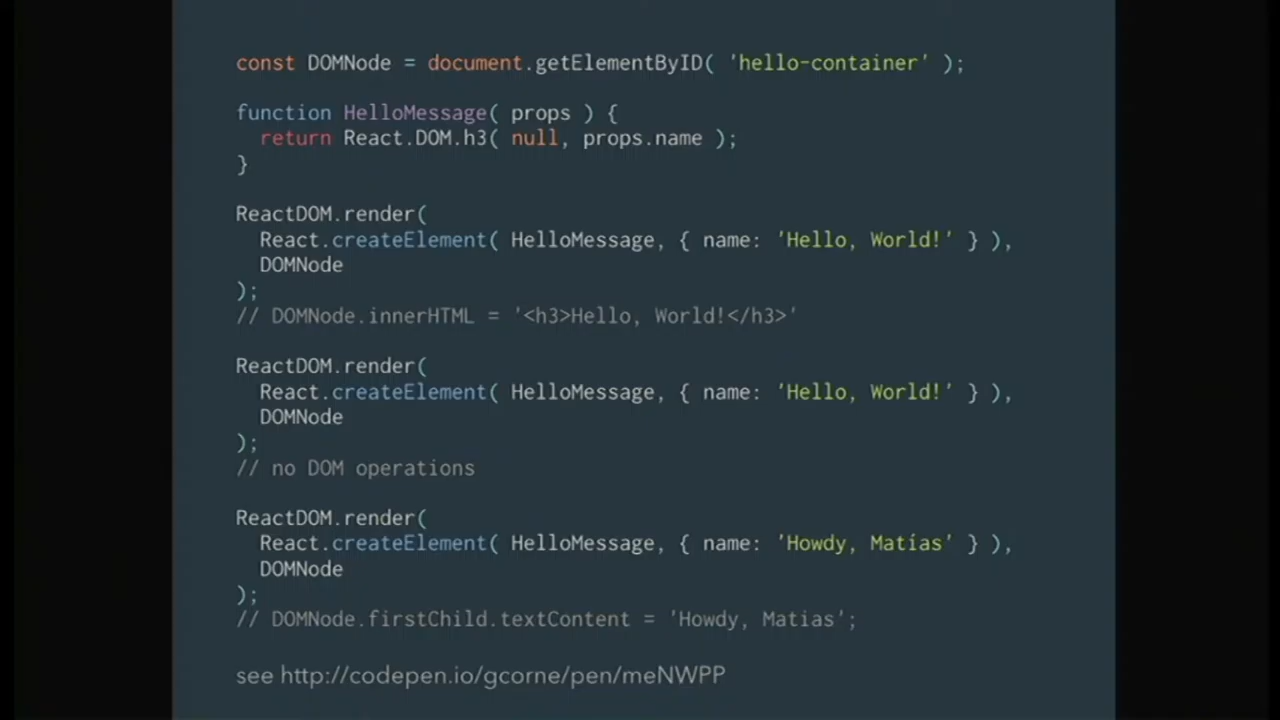 const DOMNode = document.getElementByID( 'hello-container' );
function HelloMessage( props ) {
return React.DOM.h3( null, props.name );
}
ReactDOM.render(
React.createElement( HelloMessage, { name: 'Hello, World!' } ),
DOMNode
);
// DOMNode.innerHTML = '<h3>Hello, World!</h3>'
ReactDOM.render(
React.createElement( HelloMessage, { name: 'Hello, World!' } ),
DOMNode
);
// no DOM operations
ReactDOM.render(
React.createElement( HelloMessage, { name: 'Howdy, Matías' } ),
DOMNode
);
// DOMNode.firstChild.textContent = 'Howdy, Matias';
see http://codepen.io/gcorne/pen/meNWPP